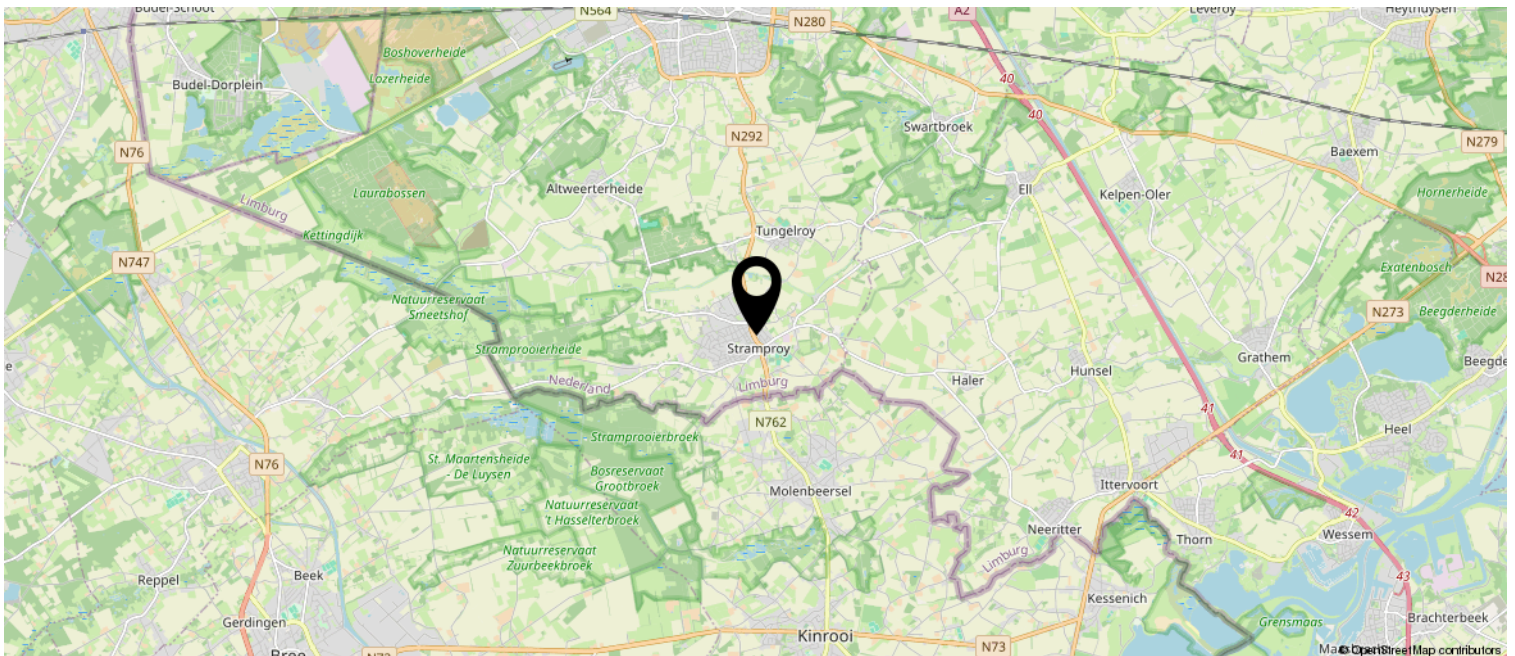 Budel-Schoot
N564
N280
A2
Leveroy
Heythuysen
Boshoverheide
Lozerheide
Budel-Dorplein
40
40
Swartbroek
N292
N76
N279
Baexem
Laurabossen
Altweerterheide
Ell
Kelpen-Oler
Hornerheide
Limburg
Kettingdijk
Tungelroy
N747
Exatenbosch
N28
Natuurreservaat
Smeetshof
N273
Beegderheide
Stramproy
Stramprooierheide
Grathem
Nederland
Limburg
Haler
Hunsel
Beegde
41
N762
Stramprooierbroek
Heel
41
N76
St. Maartensheide
- De Luysen
Bosreservaat
Grootbroek
Molenbeersel
Ittervoort
Natuurreservaat
't Hasselterbroek
42
Neeritter
Thorn
Wessem
Natuurreservaat
Zuurbeekbroek
Limburg
Reppel
Beek
43
Kessenich
Gerdingen
Grensmaas
Brachterbeek
Kinrooi
N73
Bree
© OpenStreetMap contributors